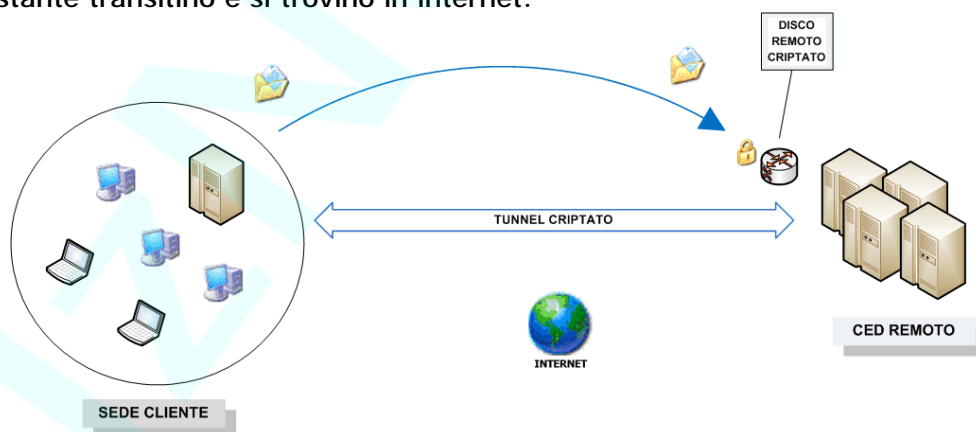 stante transitino e si trovino in Internet.
DISCO
REMOTO
CRIPTATO
TUNNEL CRIPTATO
INTERNET
CED REMOTO
SEDE CLIENTE